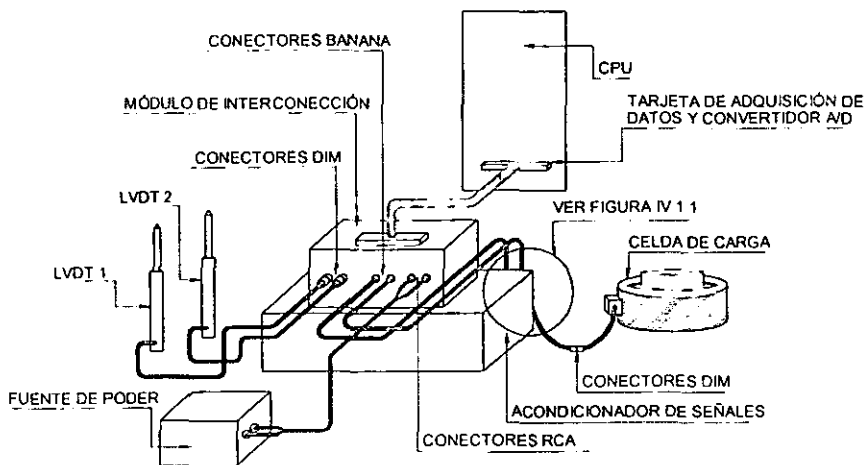 CONECTORES BANANA
CPU
MÓDULO DE INTERCONECCIÓN
TARJETA DE ADQUISICIÓN DE
DATOS Y CONVERTIDOR A/D
CONECTORES DIM
LVDT 2
VER FIGURA IV 1 1
LVDT 1
CELDA DE CARGA
CONECTORES DIM
FUENTE DE PODER
ACONDICIONADOR DE SEÑALES
CONECTORES RCA